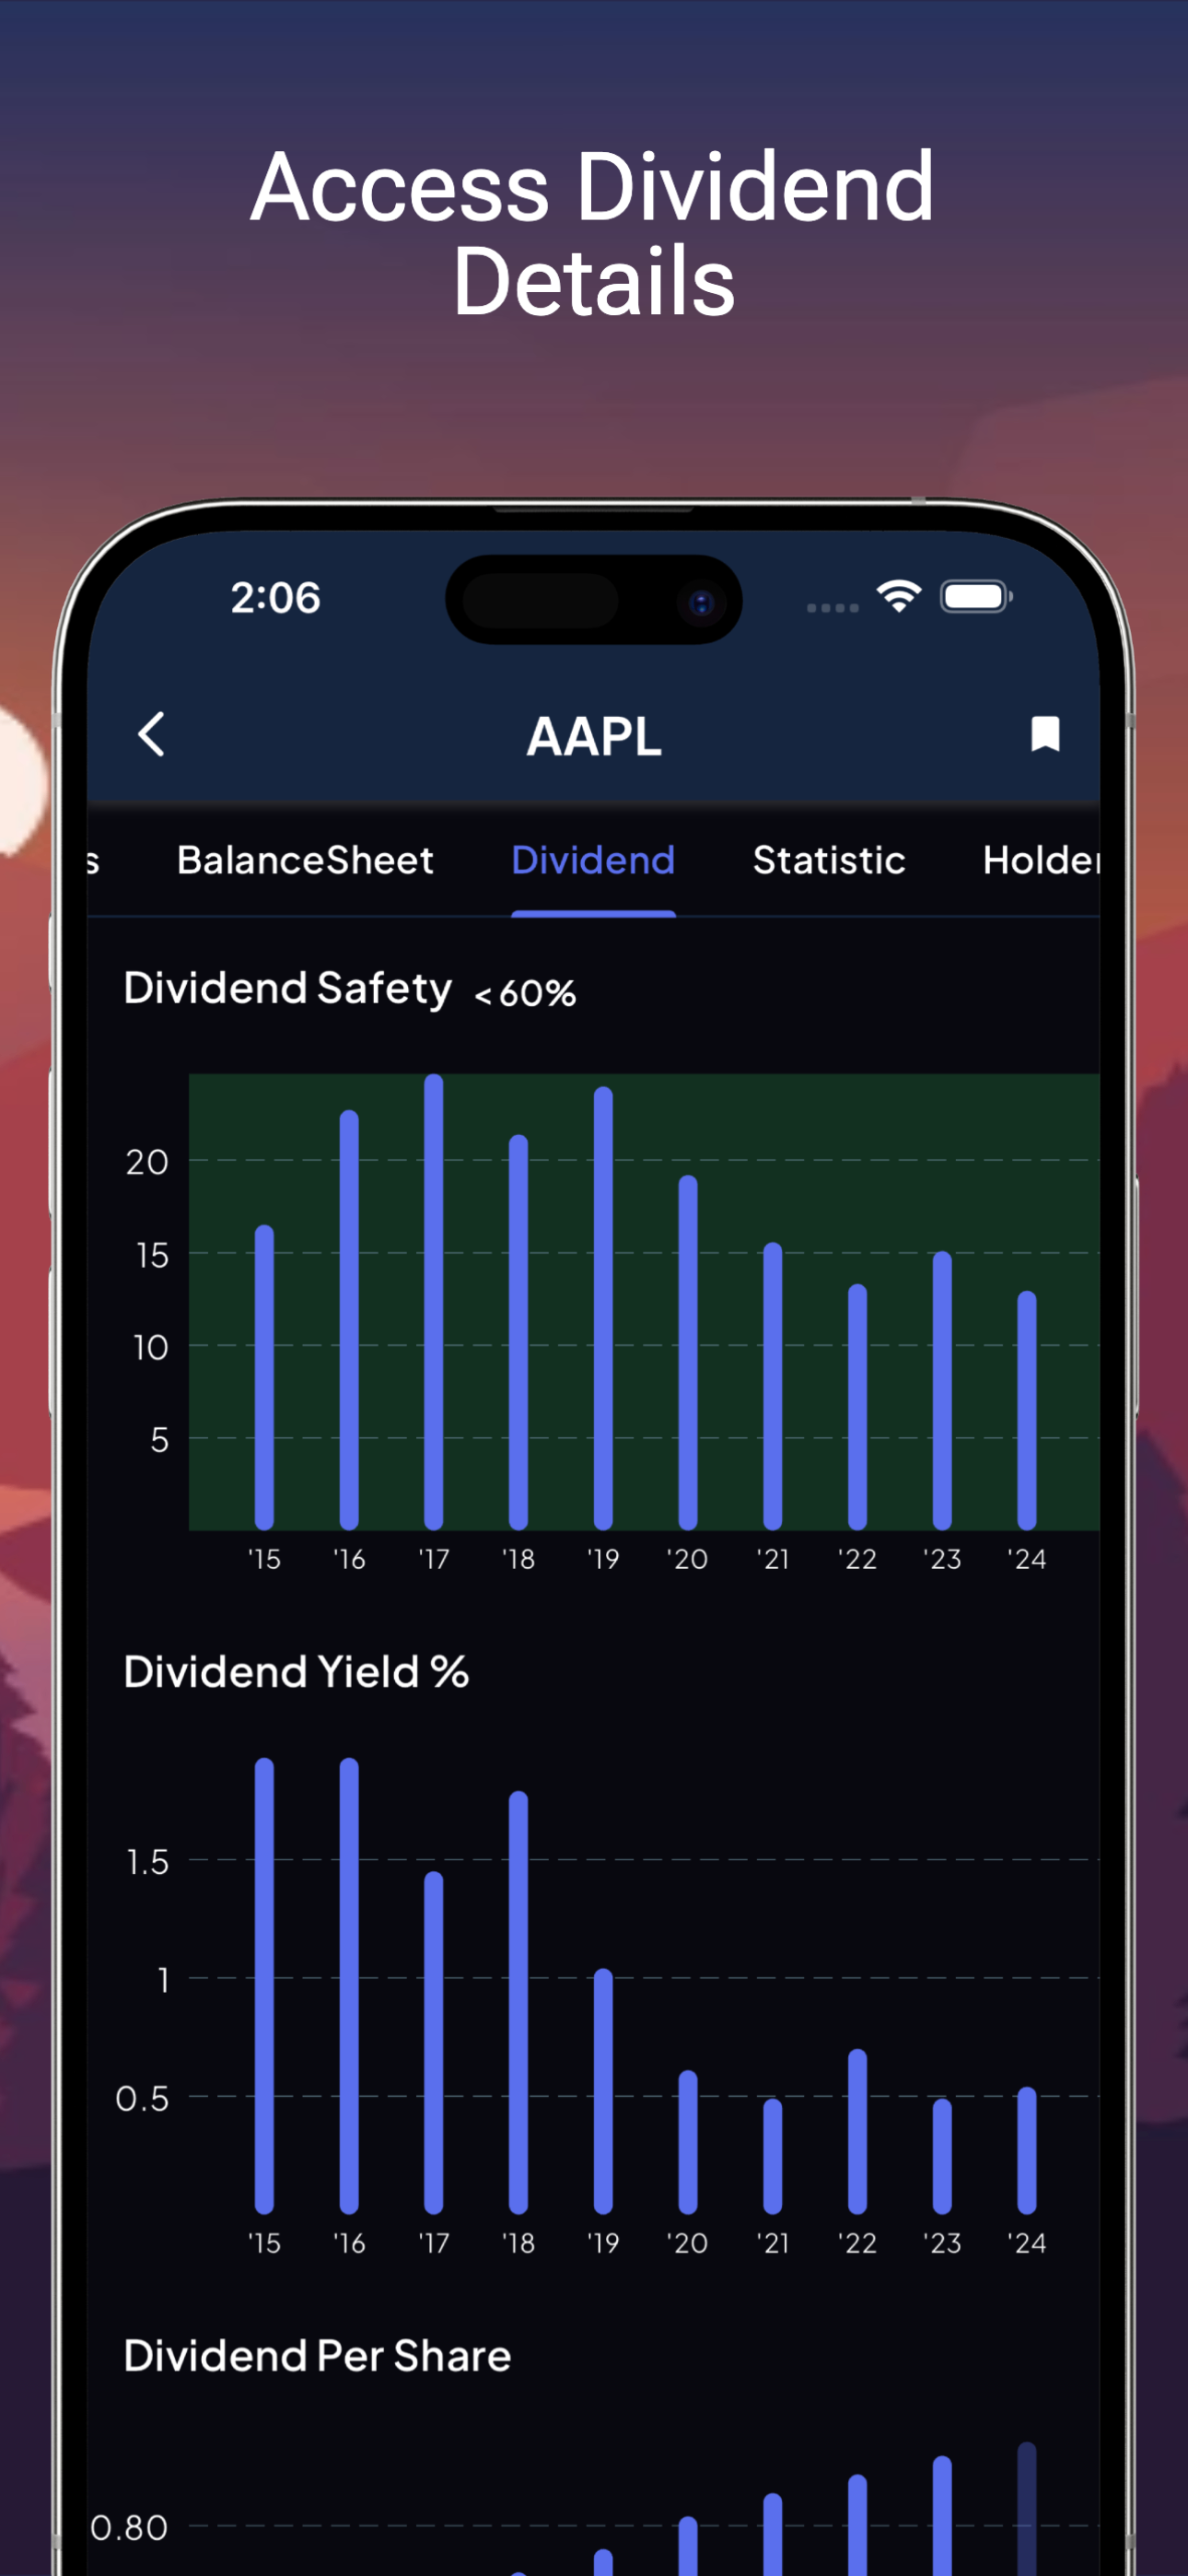 Access Dividend
Details
2:06
AAPL
s BalanceSheet Dividend Statistic Holder
Dividend Safety <60%
20
15
10
5
'15 '16 '17 '18 '19 '20 '21 '22 '23 '24
Dividend Yield %
1.5
1
0.5
'15 '16 '17 '18 '19 '20 '21 '22 '23 '24
Dividend Per Share
0.80